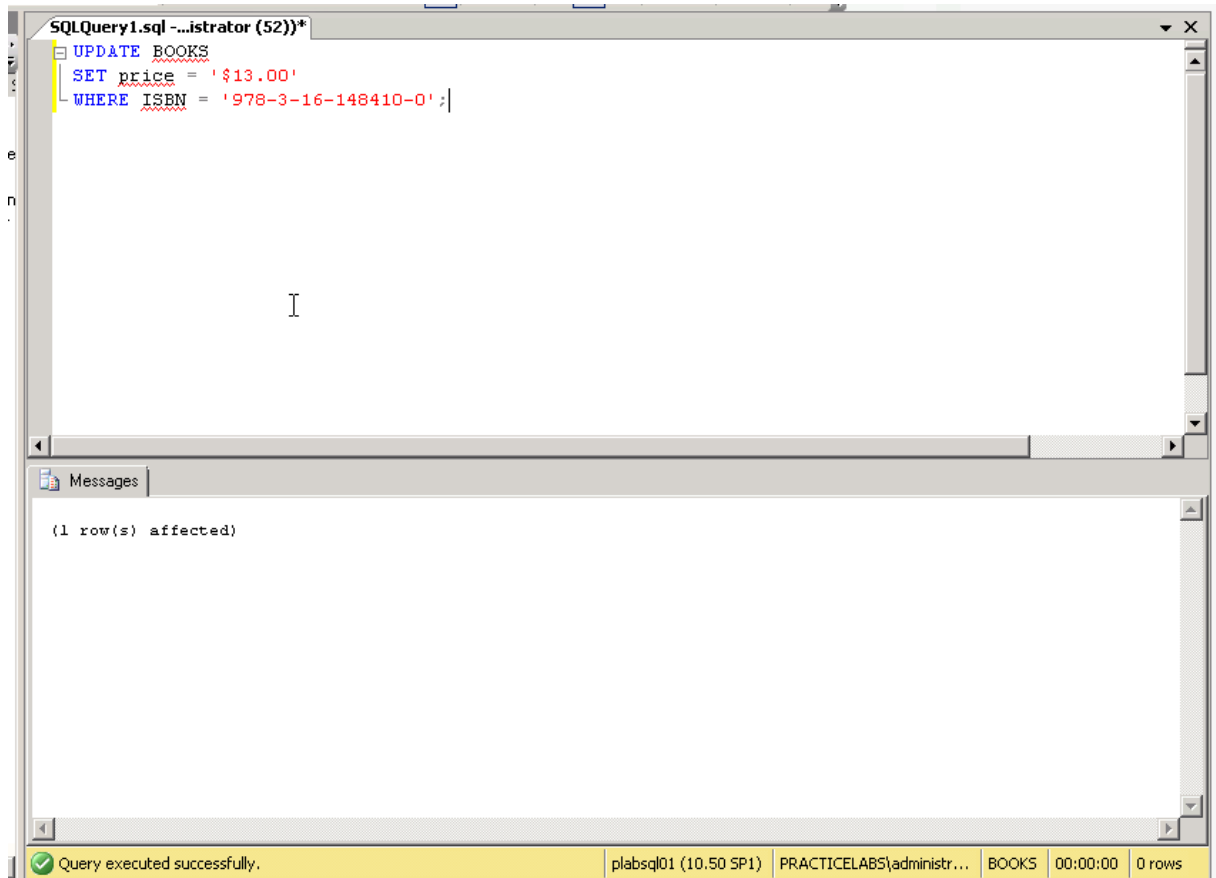 SQLQuery1.sql -...istrator (52))*
UPDATE BOOKS
SET price = '$13.00'
WHERE ISBN = '978-3-16-148410-0';
e
n
Messages
(1 row(s) affected)
Query executed successfully.
plabsql01 (10.50 SP1)
PRACTICELABS\administr...
BOOKS
00:00:00
0 rows